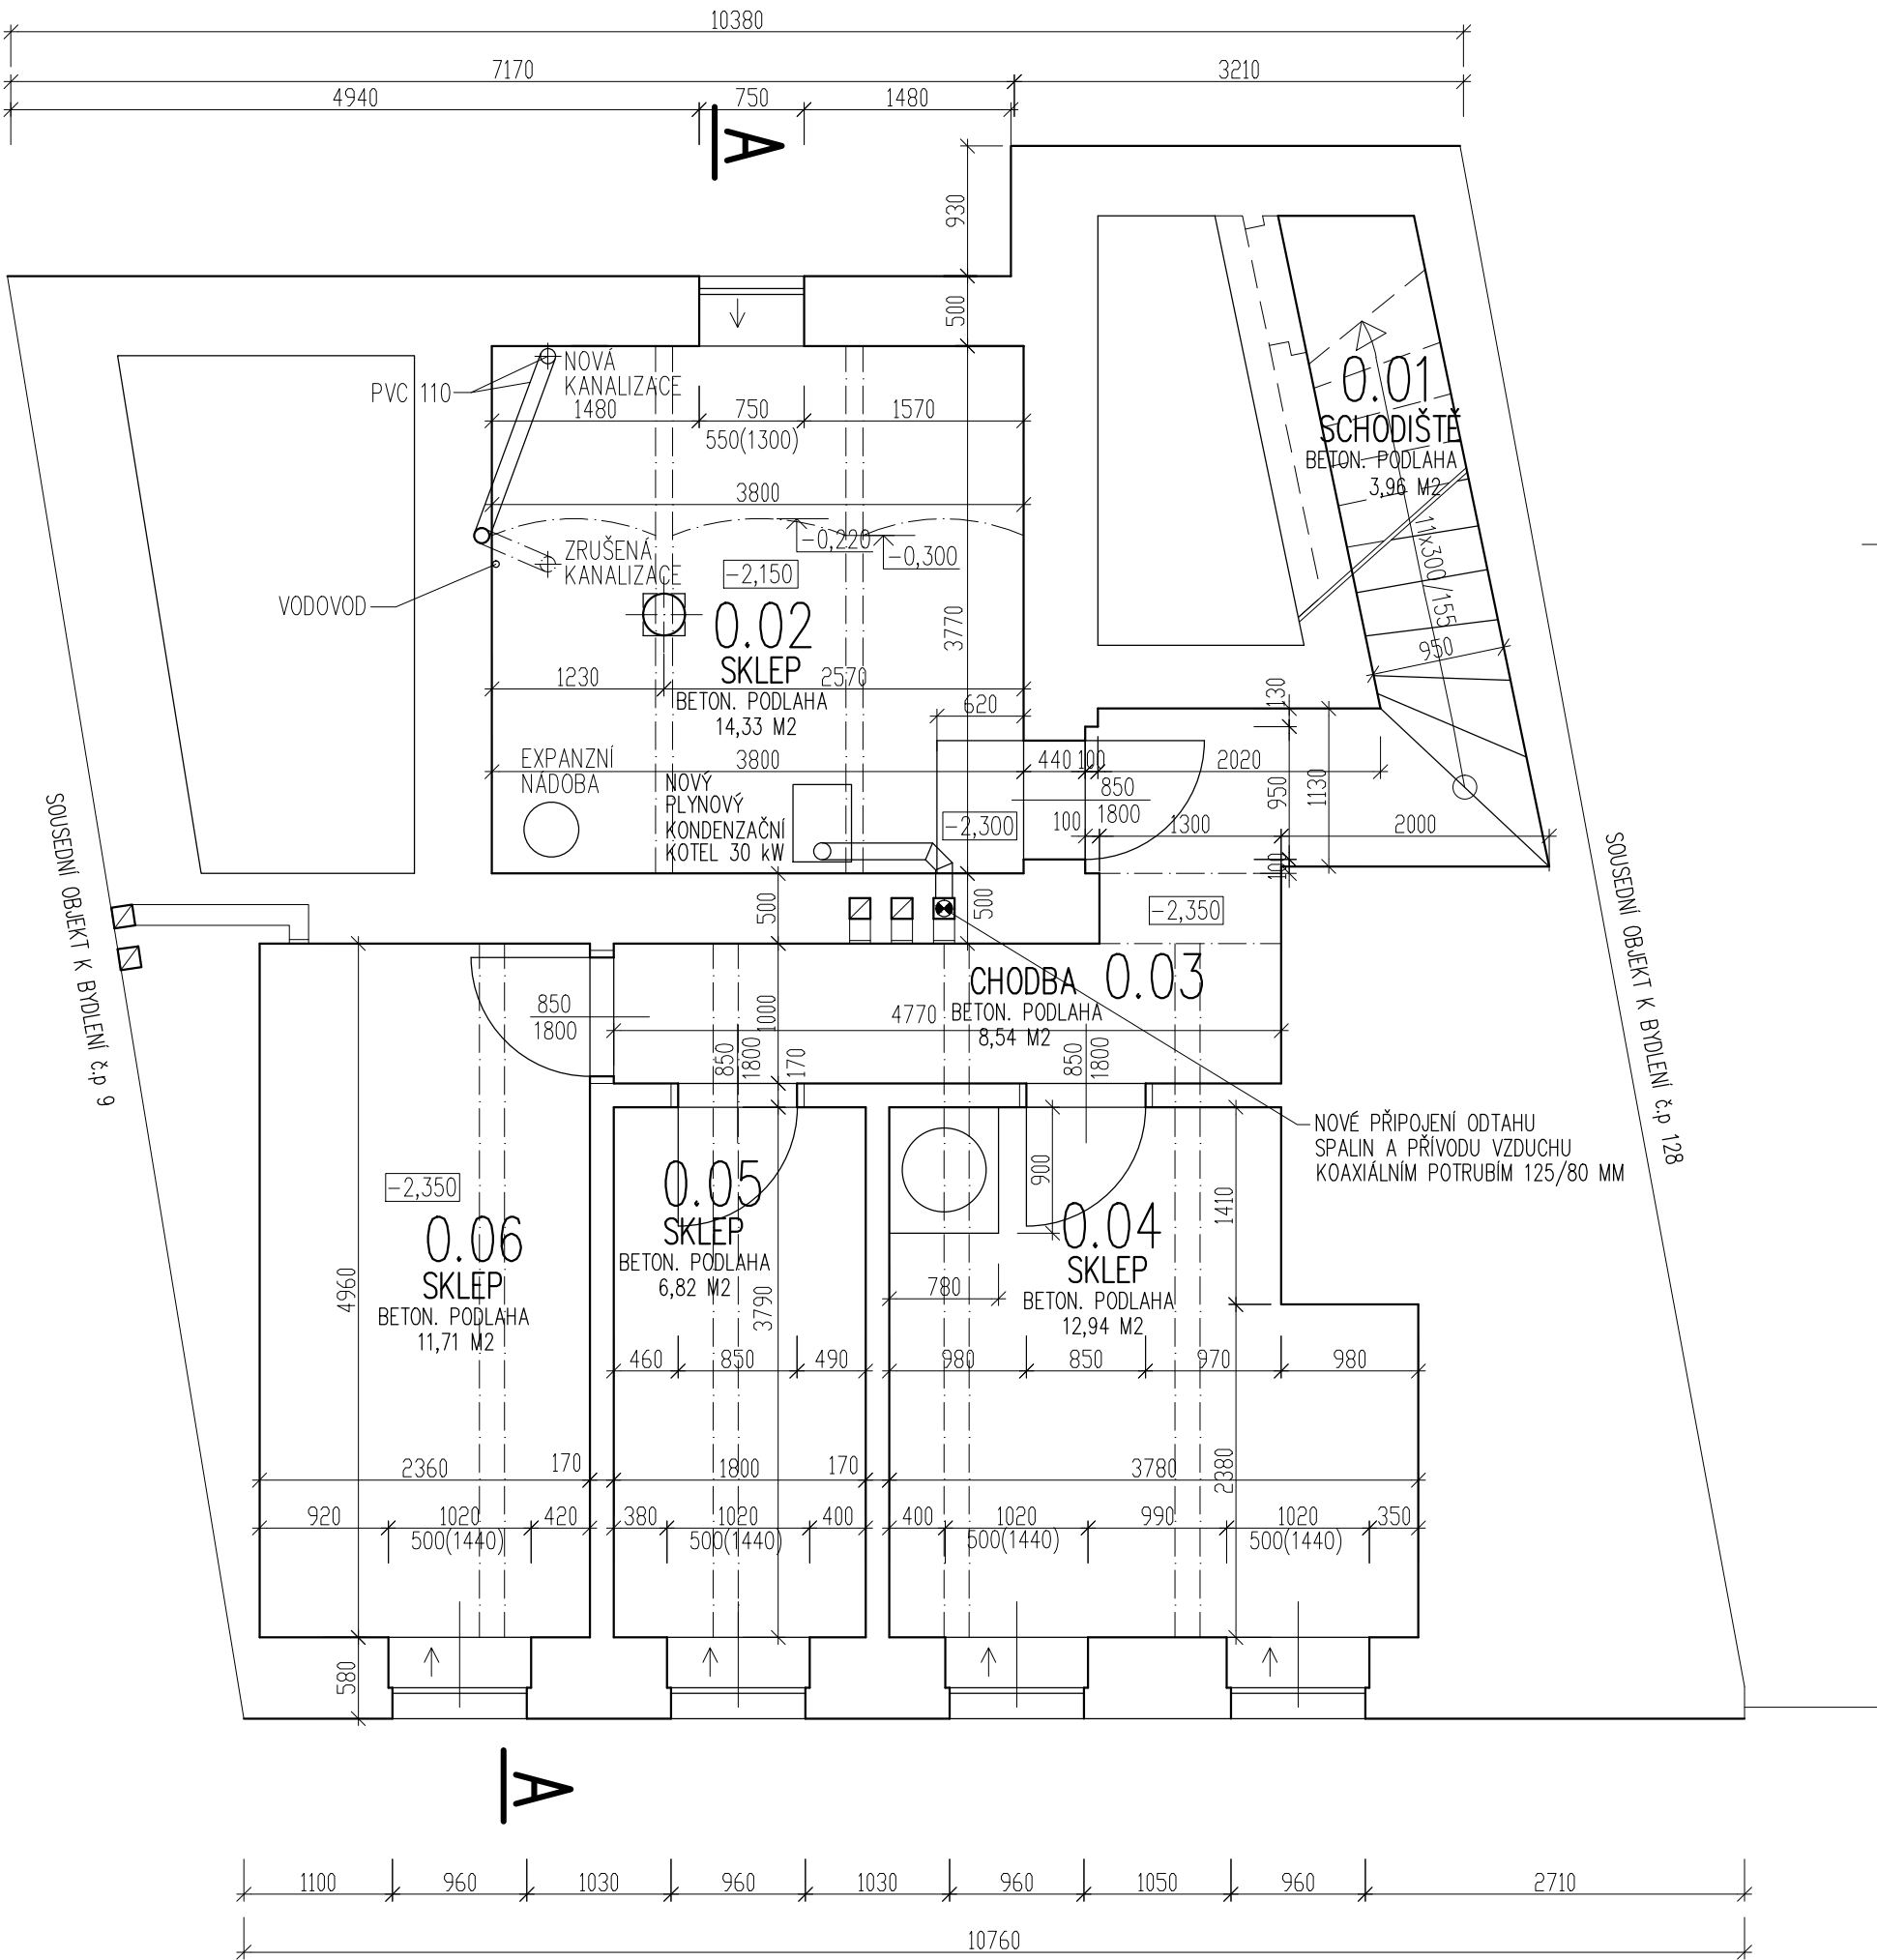 10380
7170
3210
4940
750
1480
A
930
500
NOVÁ
KANALIZACE
PVC 110
1480
750
1570
550(1300)
3800
0.01
SCHODIŠTĚ
BETON. PODLAHA
3,96 M2
11x300/155
950
-0,220
-0,300
ZRUŠENÁ
KANALIZACE
-2,150
VODOVOD
0.02
SKLEP
BETON. PODLAHA
14,33 M2
3770
1230
2570
620
130
EXPANZNÍ
NÁDOBA
3800
440
100
2020
NOVÝ
PLYNOVÝ
KONDENZAČNÍ
KOTEL 30 kW
850
1800
950
1130
-2,300
100
1300
2000
100
SOUSEDNÍ OBJEKT K BYDLENÍ č.p 9
SOUSEDNÍ OBJEKT K BYDLENÍ č.p 128
500
500
-2,350
CHODBA 0.03
BETON. PODLAHA
8,54 M2
850
1800
1000
4770
850
1800
170
850
1800
NOVÉ PŘIPOJENÍ ODTAHU
SPALIN A PŘÍVODU VZDUCHU
KOAXIÁLNÍM POTRUBÍM 125/80 MM
-2,350
0.06
SKLEP
BETON. PODLAHA
11,71 M2
4960
0.05
SKLEP
BETON. PODLAHA
6,82 M2
3790
900
0.04
SKLEP
BETON. PODLAHA
12,94 M2
1410
780
460
850
490
980
850
970
980
2360
170
1800
170
3780
2380
920
1020
420
380
1020
400
400
1020
990
1020
350
500(1440)
500(1440)
500(1440)
500(1440)
580
A
1100
960
1030
960
1030
960
1050
960
2710
10760